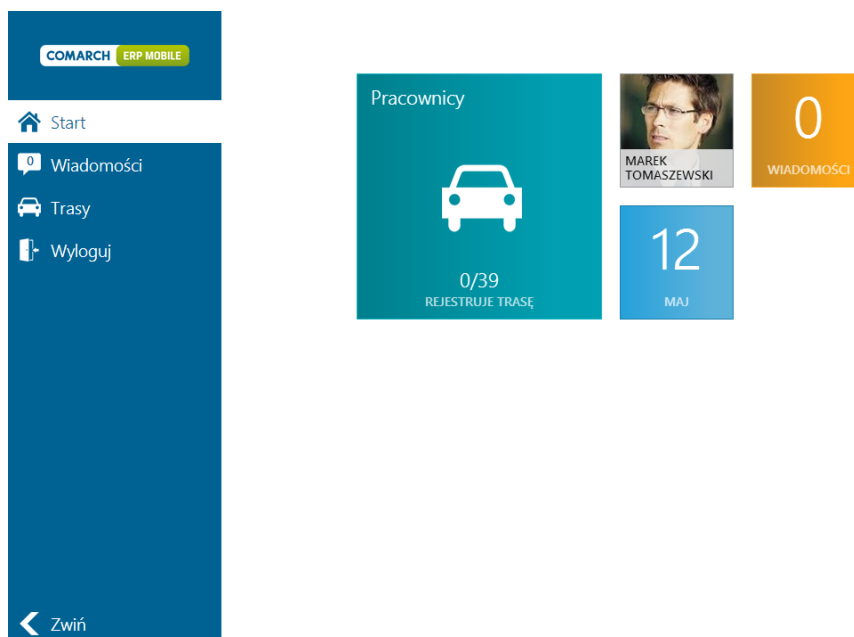 COMARCH ERP MOBILE
Start
0
Wiadomości
Trasy
Wyloguj
Zwiń
Pracownicy
0/39
REJESTRUJE TRASĘ
MAREK
TOMASZEWSKI
0
WIADOMOŚCI
12
MAJ